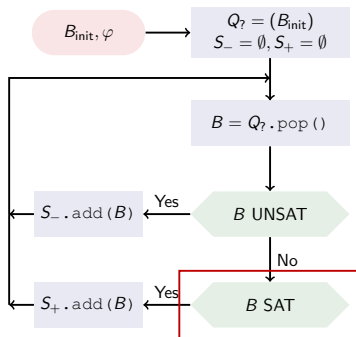 B_init, φ
Q_? = (B_init)
S_− = ∅, S_+ = ∅
B = Q_?.pop()
S_−.add(B)
Yes
B UNSAT
No
S_+.add(B)
Yes
B SAT